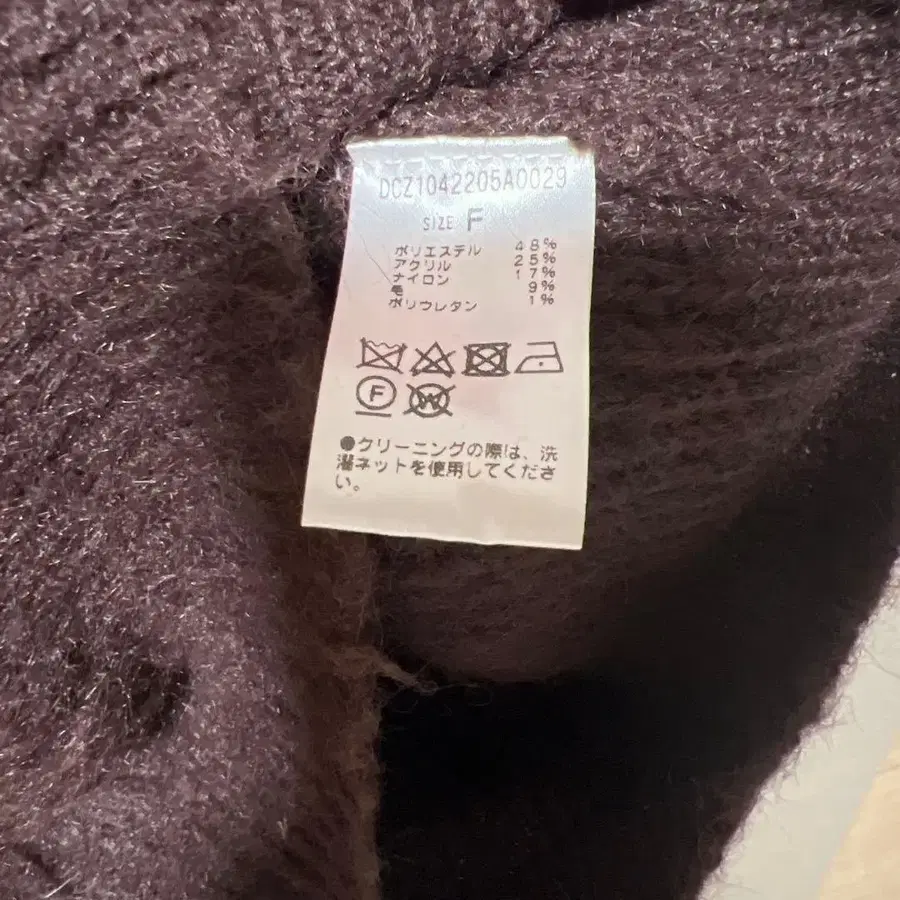 DCZ1042205A0029
SIZE F
ポリエステル 48%
アクリル 25%
ナイロン 17%
毛 9%
ポリウレタン 1%
F
W
●クリーニングの際は、洗
濯ネットを使用してくださ
い。